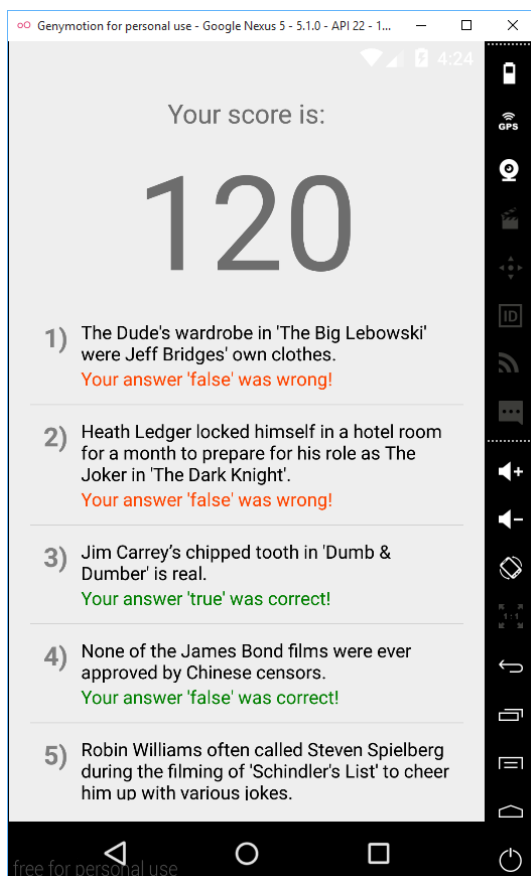 Genymotion for personal use - Google Nexus 5 - 5.1.0 - API 22 - 1...
4:24
GPS
Your score is:
120
1) The Dude's wardrobe in 'The Big Lebowski'
were Jeff Bridges' own clothes.
Your answer 'false' was wrong!
2) Heath Ledger locked himself in a hotel room
for a month to prepare for his role as The
Joker in 'The Dark Knight'.
Your answer 'false' was wrong!
ID
3) Jim Carrey’s chipped tooth in 'Dumb &
Dumber' is real.
Your answer 'true' was correct!
1:1
4) None of the James Bond films were ever
approved by Chinese censors.
Your answer 'false' was correct!
5) Robin Williams often called Steven Spielberg
during the filming of 'Schindler's List' to cheer
him up with various jokes.
free for personal use